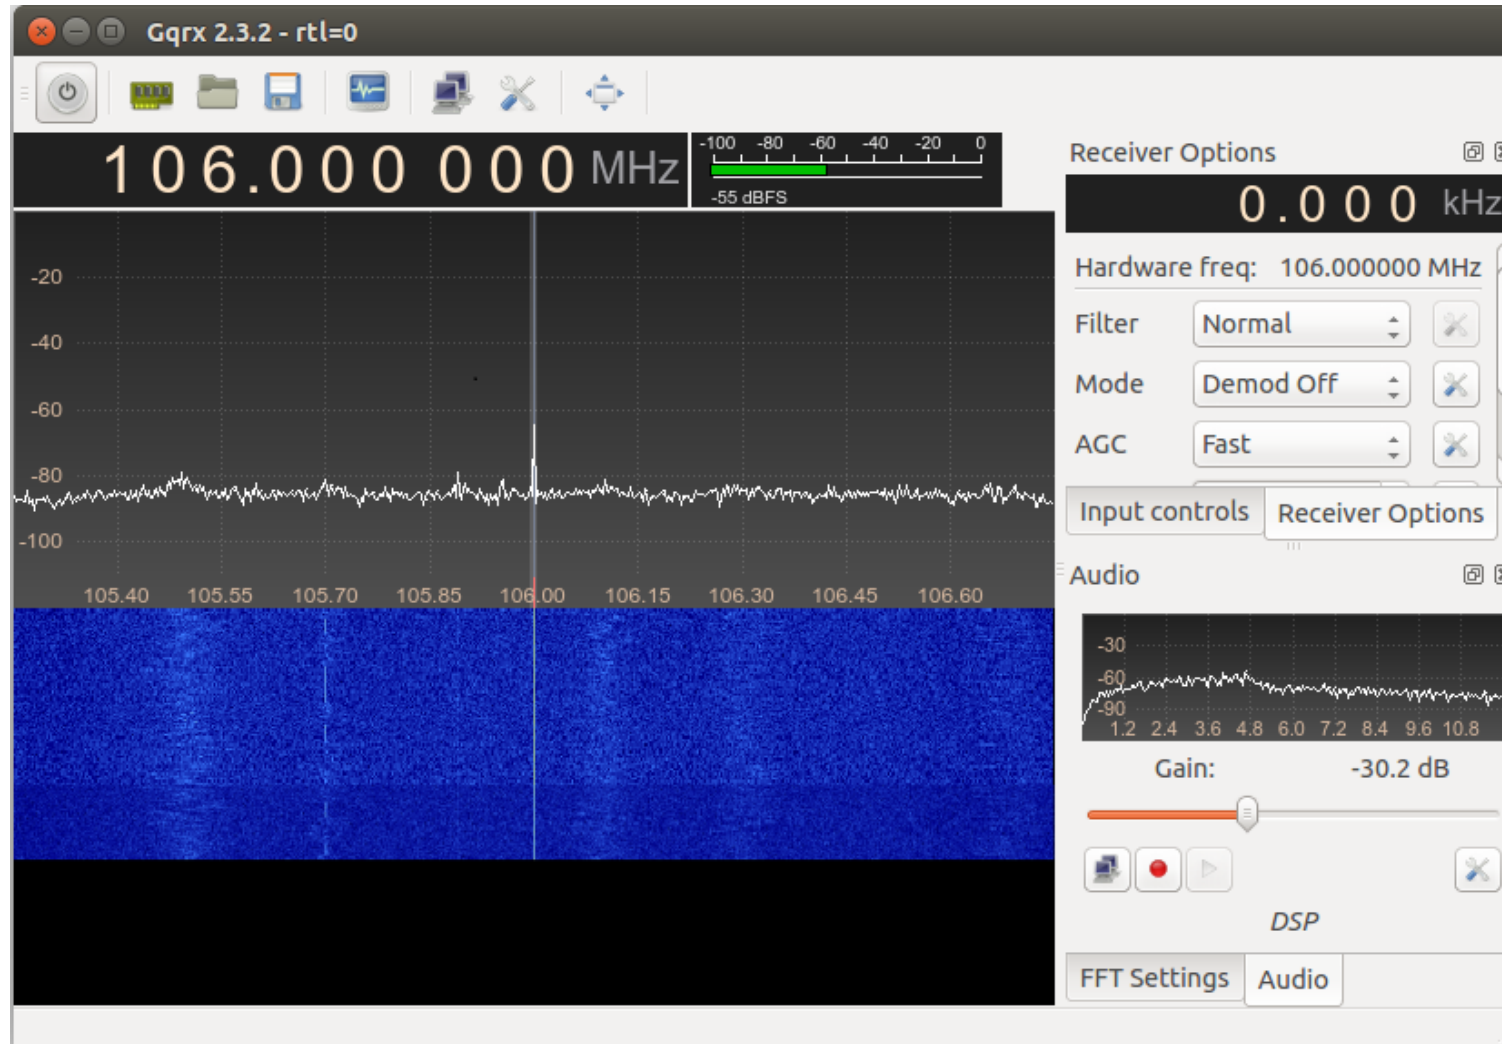 Gqrx 2.3.2 - rtl=0
106.000 000 MHz
-100 -80 -60 -40 -20 0
-55 dBFS
Receiver Options
0.000 kHz
Hardware freq: 106.000000 MHz
Filter Normal
Mode Demod Off
AGC Fast
Input controls Receiver Options
-20
-40
-60
-80
-100
105.40 105.55 105.70 105.85 106.00 106.15 106.30 106.45 106.60
Audio
-30
-60
-90
1.2 2.4 3.6 4.8 6.0 7.2 8.4 9.6 10.8
Gain: -30.2 dB
DSP
FFT Settings Audio